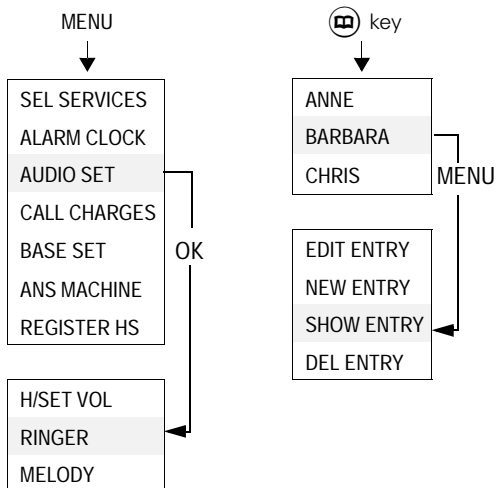 MENU
SEL SERVICES
ALARM CLOCK
AUDIO SET
CALL CHARGES
BASE SET
ANS MACHINE
REGISTER HS
OK
H/SET VOL
RINGER
MELODY
key
ANNE
BARBARA
CHRIS
MENU
EDIT ENTRY
NEW ENTRY
SHOW ENTRY
DEL ENTRY